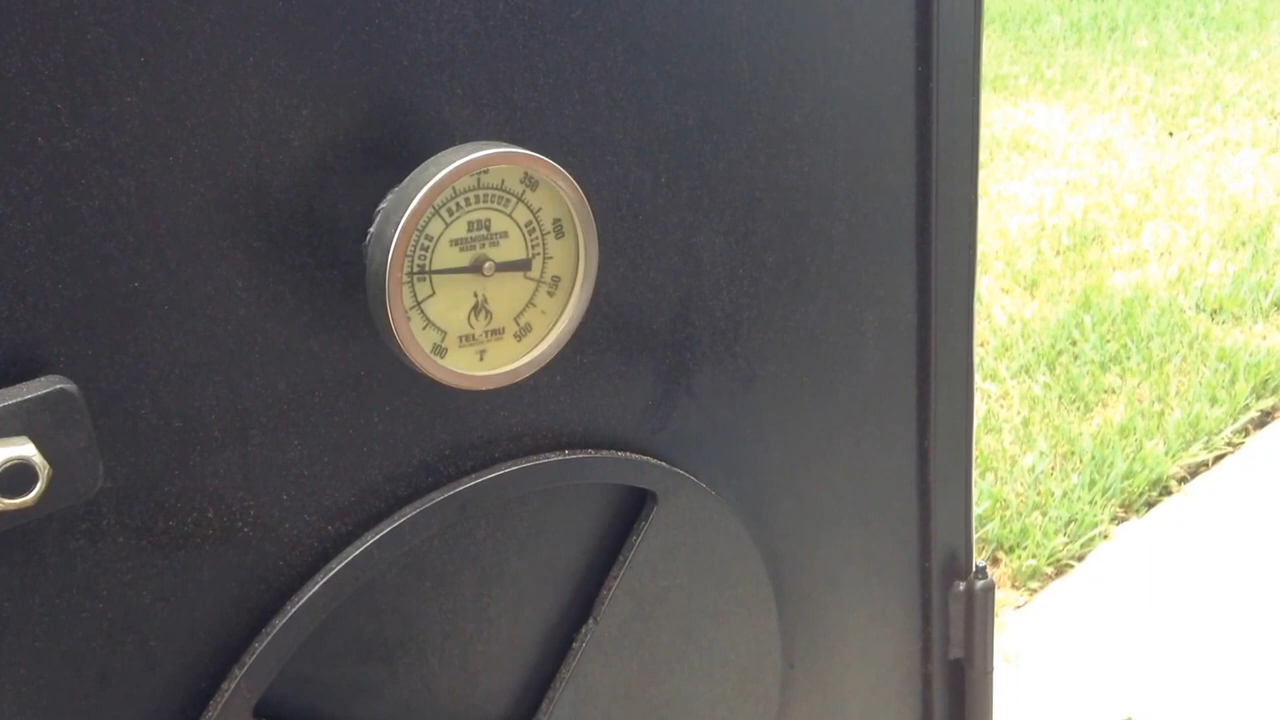 350
BARBECUE
400
SMOKE
GRILL
BBQ
THERMOMETER
MADE IN USA
450
TEL-TRU
100
500
°F